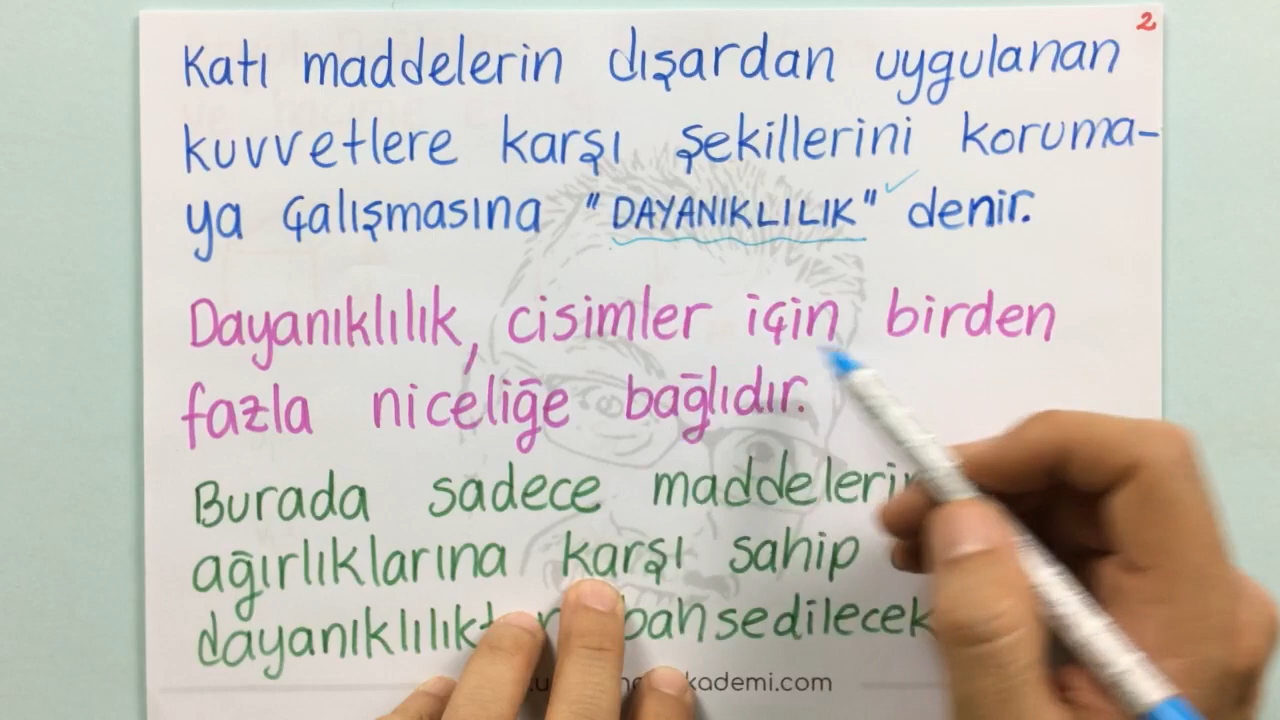 2
Katı maddelerin dışardan uygulanan
kuvvetlere karşı şekillerini koruma-
ya çalışmasına "DAYANIKLILIK" denir.
Dayanıklılık, cisimler için birden
fazla niceliğe bağlıdır.
Burada sadece maddelerin
ağırlıklarına karşı sahip
dayanıklılıktan bahsedilecek